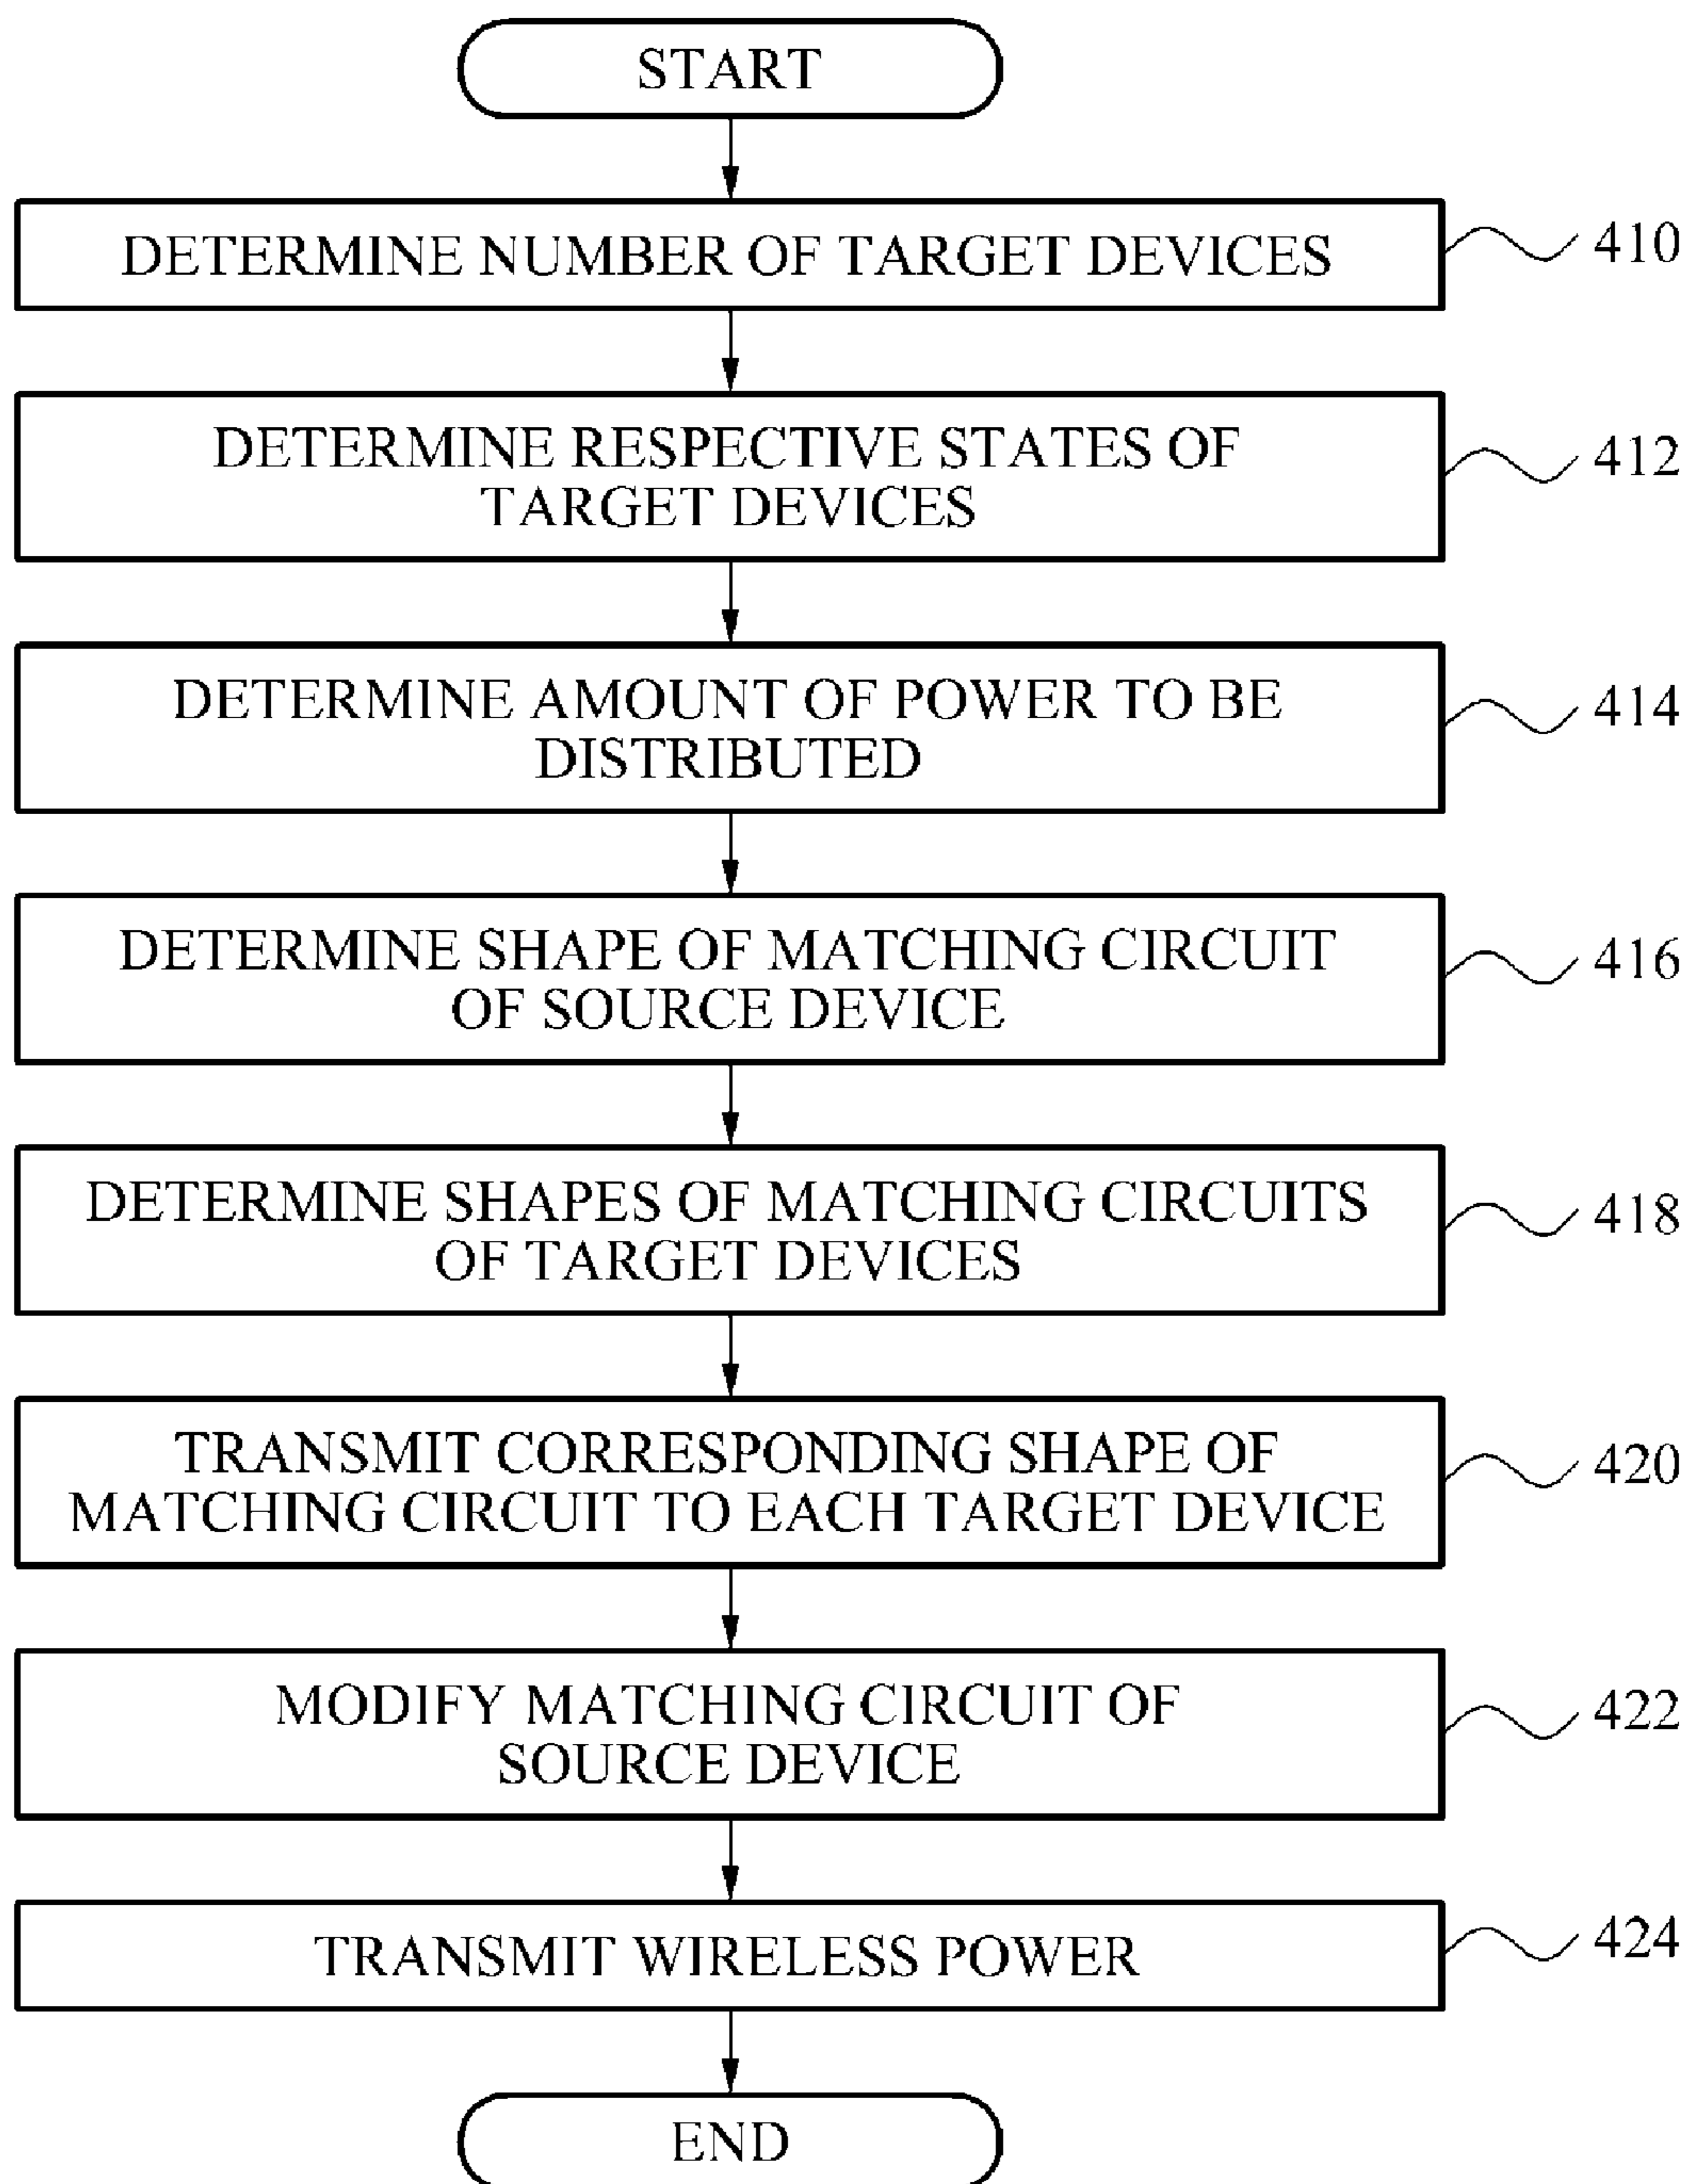 START
DETERMINE NUMBER OF TARGET DEVICES
410
DETERMINE RESPECTIVE STATES OF
TARGET DEVICES
412
DETERMINE AMOUNT OF POWER TO BE
DISTRIBUTED
414
DETERMINE SHAPE OF MATCHING CIRCUIT
OF SOURCE DEVICE
416
DETERMINE SHAPES OF MATCHING CIRCUITS
OF TARGET DEVICES
418
TRANSMIT CORRESPONDING SHAPE OF
MATCHING CIRCUIT TO EACH TARGET DEVICE
420
MODIFY MATCHING CIRCUIT OF
SOURCE DEVICE
422
TRANSMIT WIRELESS POWER
424
END